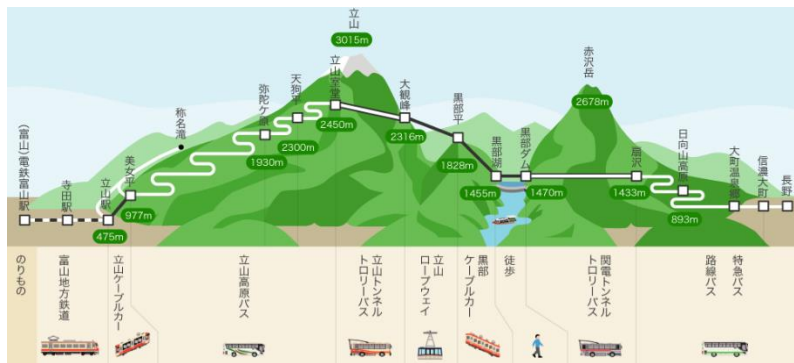 立山
3015m
赤沢岳
2678m
(富山)電鉄富山駅
寺田駅
立山駅
475m
美女平
977m
称名滝
弥陀ケ原
1930m
天狗平
2300m
立山室堂
2450m
大観峰
2316m
黒部平
1828m
黒部湖
1455m
黒部ダム
1470m
扇沢
1433m
日向山高原
893m
大町温泉郷
信濃大町
長野
のりもの
富山地方鉄道
立山ケーブルカー
立山高原バス
立山トンネル
トロリーバス
立山
ロープウェイ
黒部
ケーブルカー
徒歩
関電トンネル
トロリーバス
特急バス
路線バス